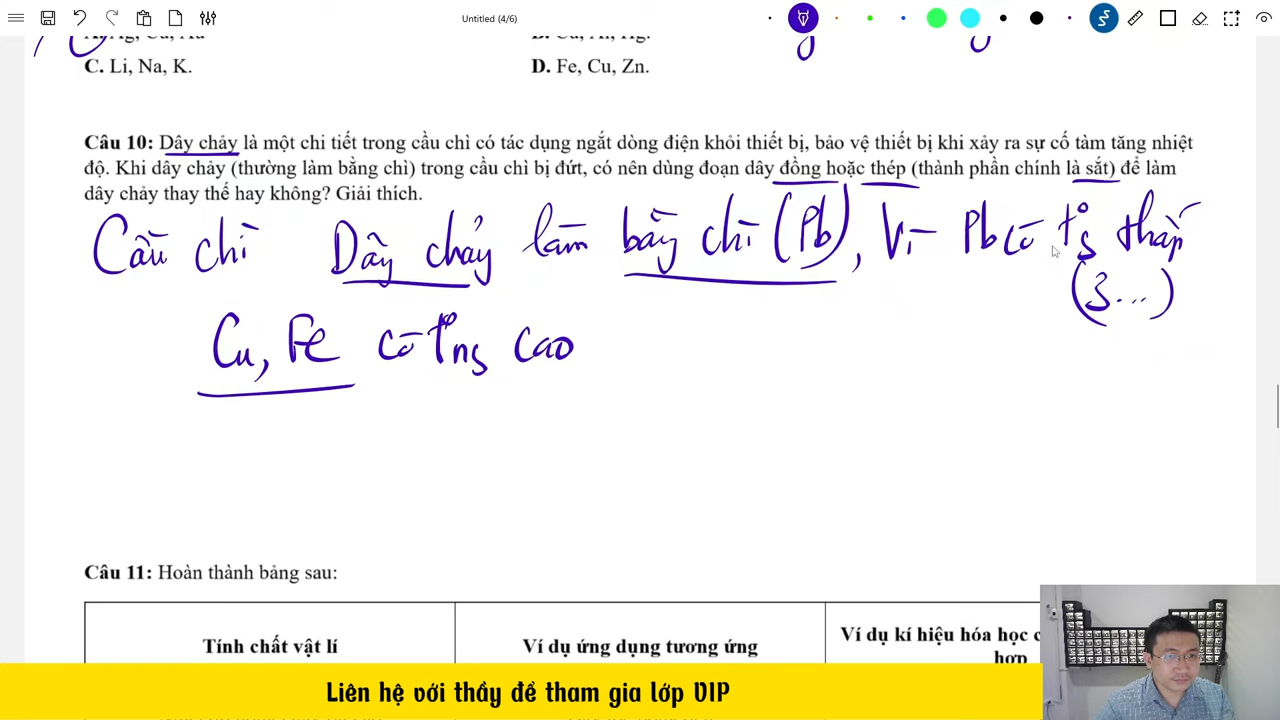 Untitled (4/6)
C. Li, Na, K.
D. Fe, Cu, Zn.
Câu 10: Dây chảy là một chi tiết trong cầu chì có tác dụng ngắt dòng điện khỏi thiết bị, bảo vệ thiết bị khi xảy ra sự cố tàm tăng nhiệt
độ. Khi dây chảy (thường làm bằng chì) trong cầu chì bị đứt, có nên dùng đoạn dây đồng hoặc thép (thành phần chính là sắt) để làm
dây chảy thay thế hay không? Giải thích.
Cầu chì Dây chảy làm bằng chì (Pb), Vì Pb có t°s thấp
(3...)
Cu, Fe có t°ns cao
Câu 11: Hoàn thành bảng sau:
Tính chất vật lí
Ví dụ ứng dụng tương ứng
Ví dụ kí hiệu hóa học
hợp
Liên hệ với thầy để tham gia lớp VIP